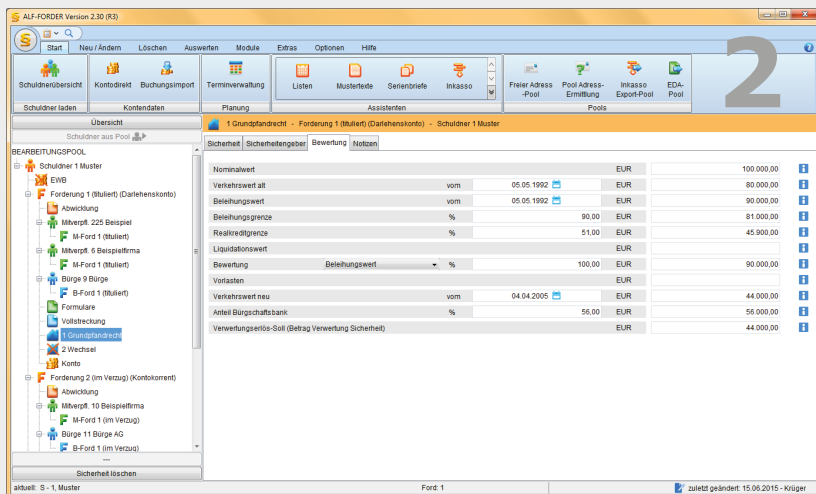 ALF-FORDER Version 2.30 (R3)
Start Neu / Ändern Löschen Auswerten Module Extras Optionen Hilfe
Schuldnerübersicht Kontodirekt Buchungsimport Terminverwaltung Listen Mustertexte Serienbriefe Inkasso Freier Adress -Pool Pool Adress- Ermittlung Inkasso Export-Pool EDA- Pool
Schuldner laden Kontendaten Planung Assistenten Pools
2
Übersicht
Schuldner aus Pool
BEARBEITUNGSPOOL
Schuldner 1 Muster
EWB
Forderung 1 (tituliert) (Darlehenskonto)
Abwicklung
Mitverpfl. 225 Beispiel
M-Ford 1 (tituliert)
Mitverpfl. 6 Beispielfirma
M-Ford 1 (tituliert)
Bürge 9 Bürge
B-Ford 1 (tituliert)
Formulare
Vollstreckung
1 Grundpfandrecht
2 Wechsel
Konto
Forderung 2 (im Verzug) (Kontokorrent)
Abwicklung
Mitverpfl. 10 Beispielfirma
M-Ford 1 (im Verzug)
Bürge 11 Bürge AG
B-Ford 1 (im Verzug)
...
Sicherheit löschen
1 Grundpfandrecht - Forderung 1 (tituliert) (Darlehenskonto) - Schuldner 1 Muster
Sicherheit Sicherheitengeber Bewertung Notizen
Nominalwert EUR 100.000,00
Verkehrswert alt vom 05.05.1992 EUR 80.000,00
Beleihungswert vom 05.05.1992 EUR 90.000,00
Beleihungsgrenze % 90,00 EUR 81.000,00
Realkreditgrenze % 51,00 EUR 45.900,00
Liquidationswert EUR
Bewertung Beleihungswert % 100,00 EUR 90.000,00
Vorlasten EUR
Verkehrswert neu vom 04.04.2005 EUR 44.000,00
Anteil Bürgschaftsbank % 56,00 EUR 56.000,00
Verwertungserlös-Soll (Betrag Verwertung Sicherheit) EUR 44.000,00
aktuell: S - 1, Muster Ford: 1 zuletzt geändert: 15.06.2015 - Krüger